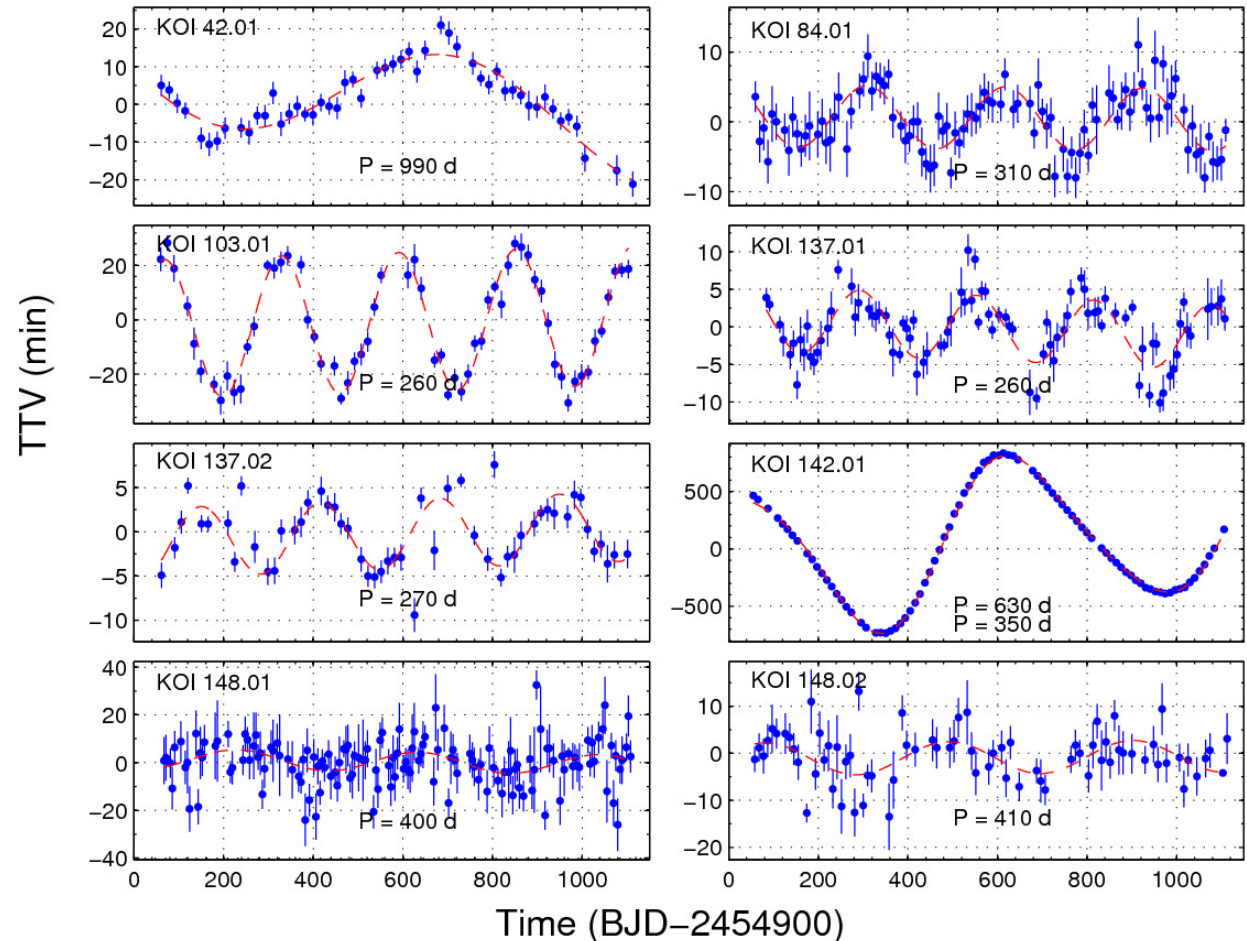 KOI 42.01
20
10
0
−10
−20
P = 990 d
KOI 84.01
10
0
−10
P = 310 d
KOI 103.01
20
0
−20
P = 260 d
KOI 137.01
10
5
0
−5
−10
P = 260 d
KOI 137.02
5
0
−5
−10
P = 270 d
KOI 142.01
500
0
−500
P = 630 d
P = 350 d
KOI 148.01
40
20
0
−20
−40
P = 400 d
KOI 148.02
10
0
−10
−20
P = 410 d
0 200 400 600 800 1000
0 200 400 600 800 1000
TTV (min)
Time (BJD−2454900)